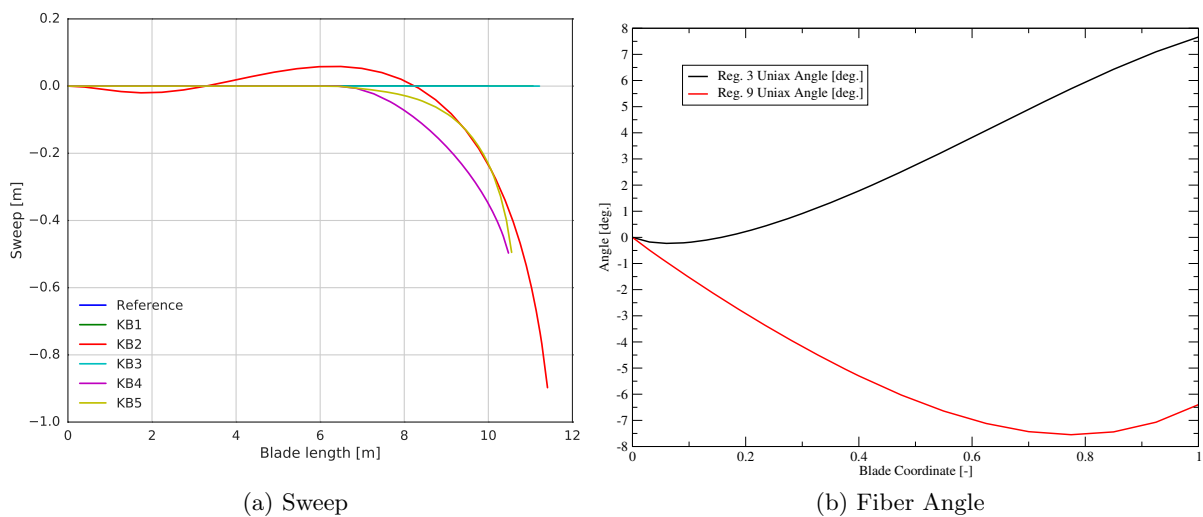 0.2
0.0
−0.2
−0.4
−0.6
−0.8
−1.0
Sweep [m]
Reference
KB1
KB2
KB3
KB4
KB5
0 2 4 6 8 10 12
Blade length [m]
(a) Sweep
8
7
6
5
4
3
2
1
0
-1
-2
-3
-4
-5
-6
-7
-8
Angle [deg.]
Reg. 3 Uniax Angle [deg.]
Reg. 9 Uniax Angle [deg.]
0 0.2 0.4 0.6 0.8 1
Blade Coordinate [-]
(b) Fiber Angle